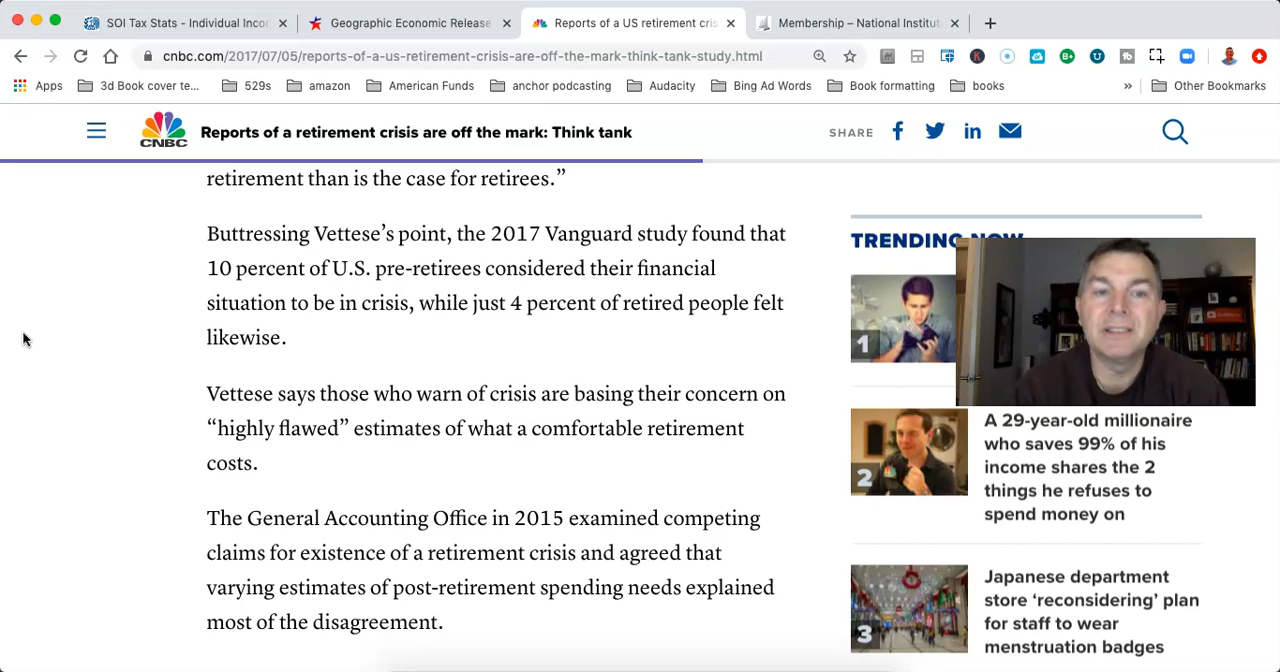 SOI Tax Stats - Individual Incor
Geographic Economic Release
Reports of a US retirement cris
Membership – National Institut
cnbc.com/2017/07/05/reports-of-a-us-retirement-crisis-are-off-the-mark-think-tank-study.html
Apps
3d Book cover te...
529s
amazon
American Funds
anchor podcasting
Audacity
Bing Ad Words
Book formatting
books
»
Other Bookmarks
CNBC
Reports of a retirement crisis are off the mark: Think tank
SHARE
retirement than is the case for retirees.”
Buttressing Vettese’s point, the 2017 Vanguard study found that
10 percent of U.S. pre-retirees considered their financial
situation to be in crisis, while just 4 percent of retired people felt
likewise.
Vettese says those who warn of crisis are basing their concern on
“highly flawed” estimates of what a comfortable retirement
costs.
The General Accounting Office in 2015 examined competing
claims for existence of a retirement crisis and agreed that
varying estimates of post-retirement spending needs explained
most of the disagreement.
TRENDING NOW
1
2
A 29-year-old millionaire
who saves 99% of his
income shares the 2
things he refuses to
spend money on
3
Japanese department
store ‘reconsidering’ plan
for staff to wear
menstruation badges